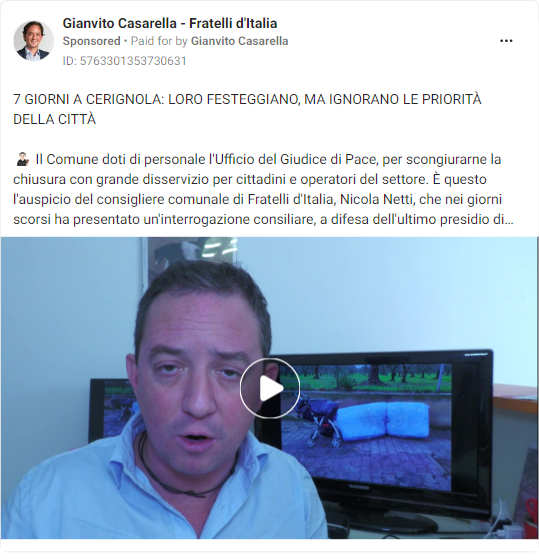 Gianvito Casarella - Fratelli d'Italia
Sponsored • Paid for by Gianvito Casarella
ID: 5763301353730631
7 GIORNI A CERIGNOLA: LORO FESTEGGIANO, MA IGNORANO LE PRIORITÀ
DELLA CITTÀ
Il Comune doti di personale l'Ufficio del Giudice di Pace, per scongiurarne la
chiusura con grande disservizio per cittadini e operatori del settore. È questo
l'auspicio del consigliere comunale di Fratelli d'Italia, Nicola Netti, che nei giorni
scorsi ha presentato un'interrogazione consiliare, a difesa dell'ultimo presidio di...